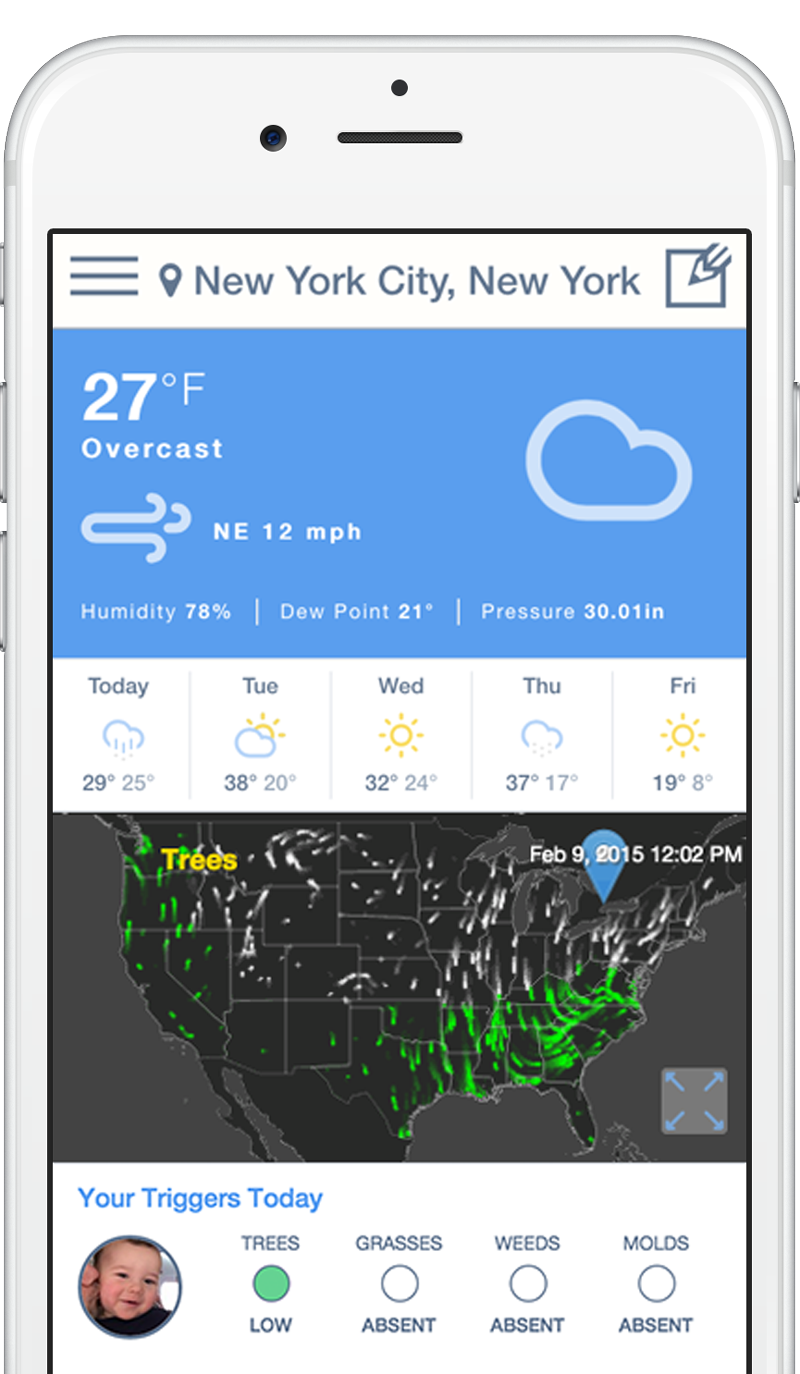 New York City, New York
27°F
Overcast
NE 12 mph
Humidity 78% | Dew Point 21° | Pressure 30.01in
Today Tue Wed Thu Fri
29° 25° 38° 20° 32° 24° 37° 17° 19° 8°
Trees Feb 9, 2015 12:02 PM
Your Triggers Today
TREES GRASSES WEEDS MOLDS
LOW ABSENT ABSENT ABSENT